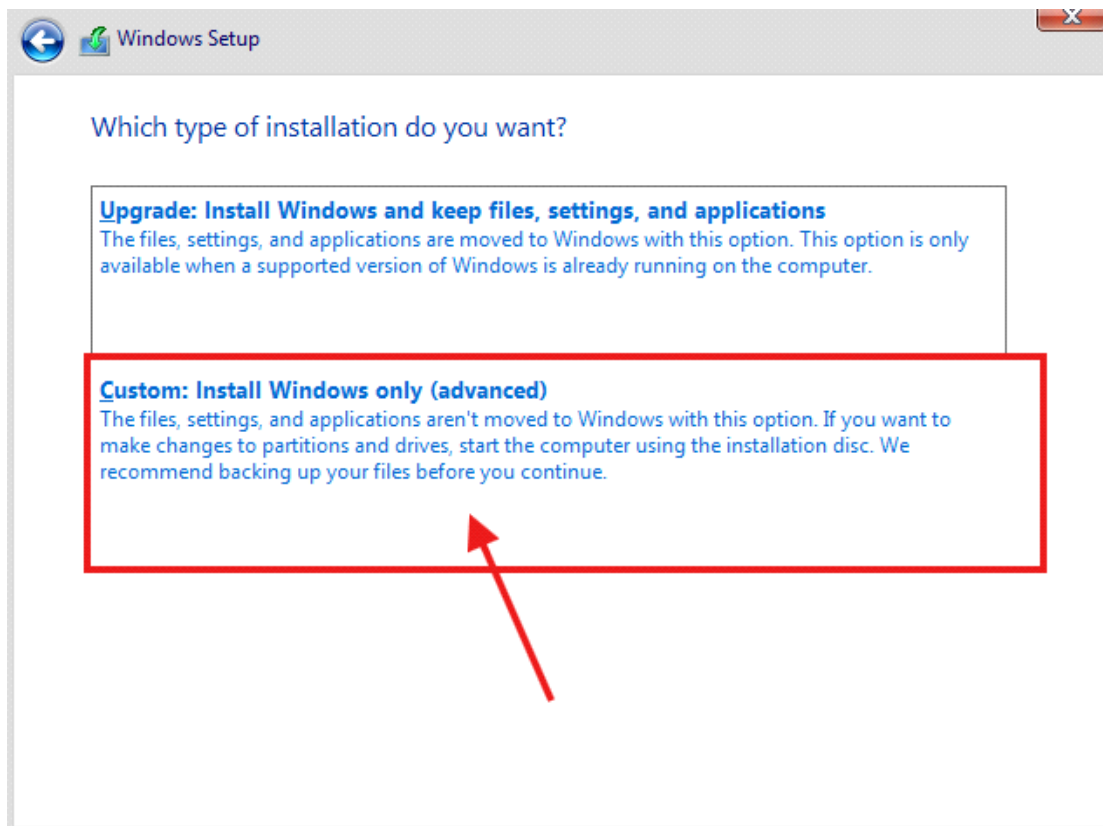 Windows Setup
Which type of installation do you want?
Upgrade: Install Windows and keep files, settings, and applications
The files, settings, and applications are moved to Windows with this option. This option is only
available when a supported version of Windows is already running on the computer.
Custom: Install Windows only (advanced)
The files, settings, and applications aren't moved to Windows with this option. If you want to
make changes to partitions and drives, start the computer using the installation disc. We
recommend backing up your files before you continue.